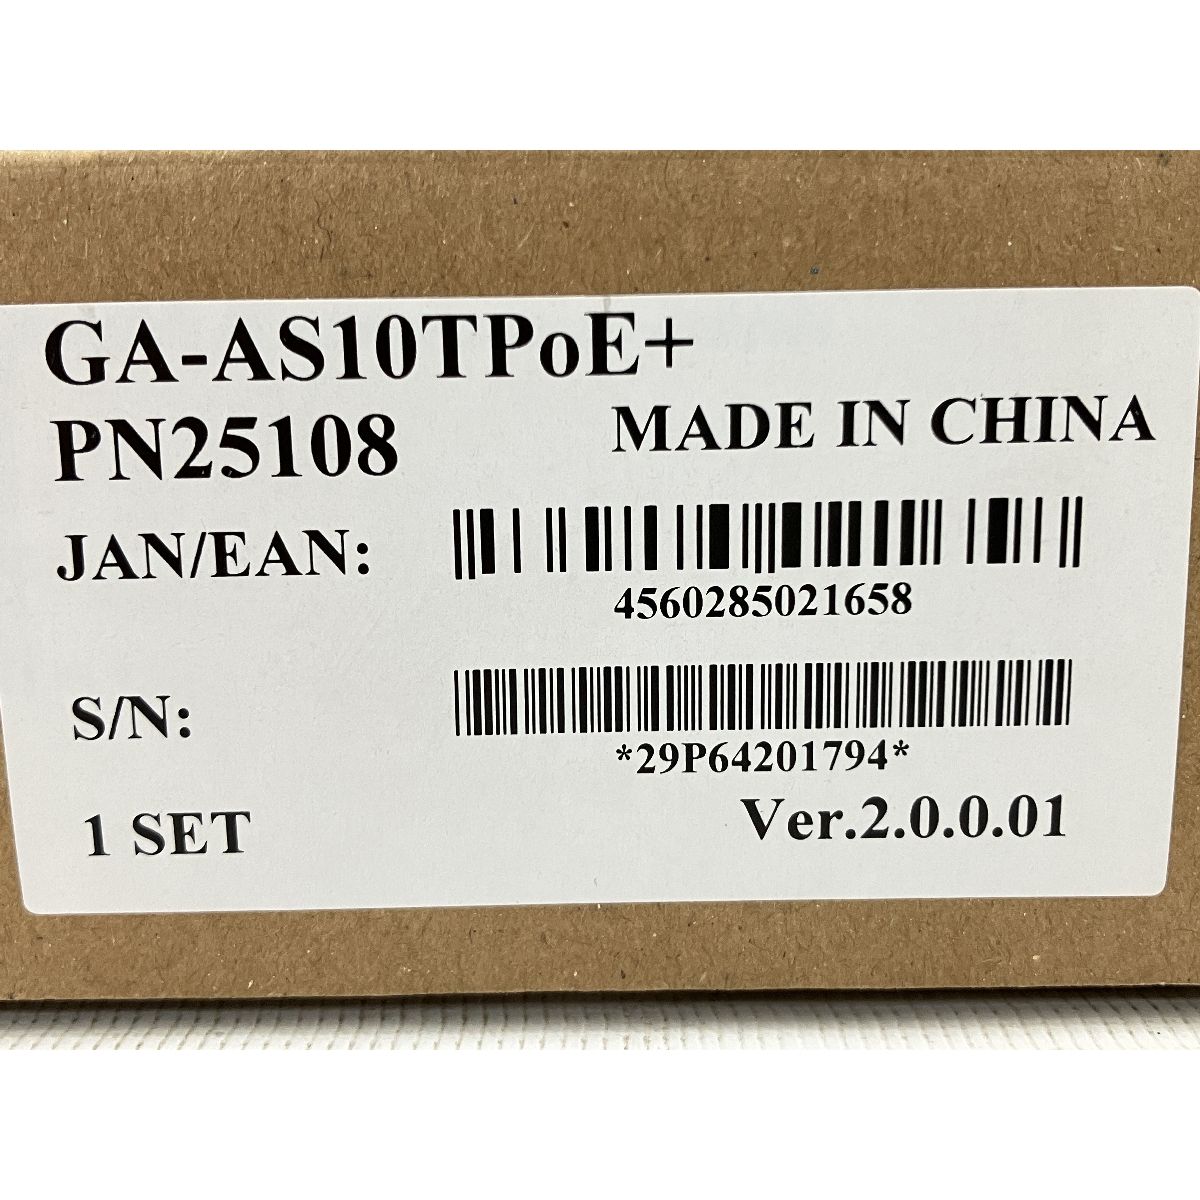 GA-AS10TPoE+
PN25108
MADE IN CHINA
JAN/EAN:
4560285021658
S/N:
*29P64201794*
1 SET
Ver.2.0.0.01